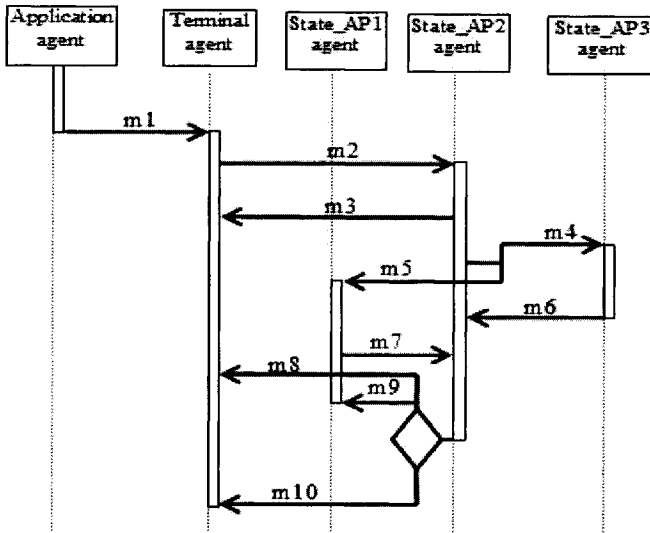 Application
agent
Terminal
agent
State_AP1
agent
State_AP2
agent
State_AP3
agent
m1
m2
m3
m4
m5
m6
m7
m8
m9
m10